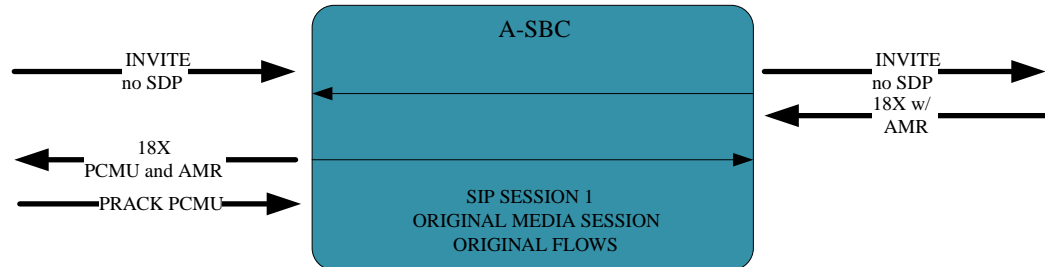 A-SBC
INVITE
no SDP
INVITE
no SDP
18X w/
AMR
18X
PCMU and AMR
PRACK PCMU
SIP SESSION 1
ORIGINAL MEDIA SESSION
ORIGINAL FLOWS